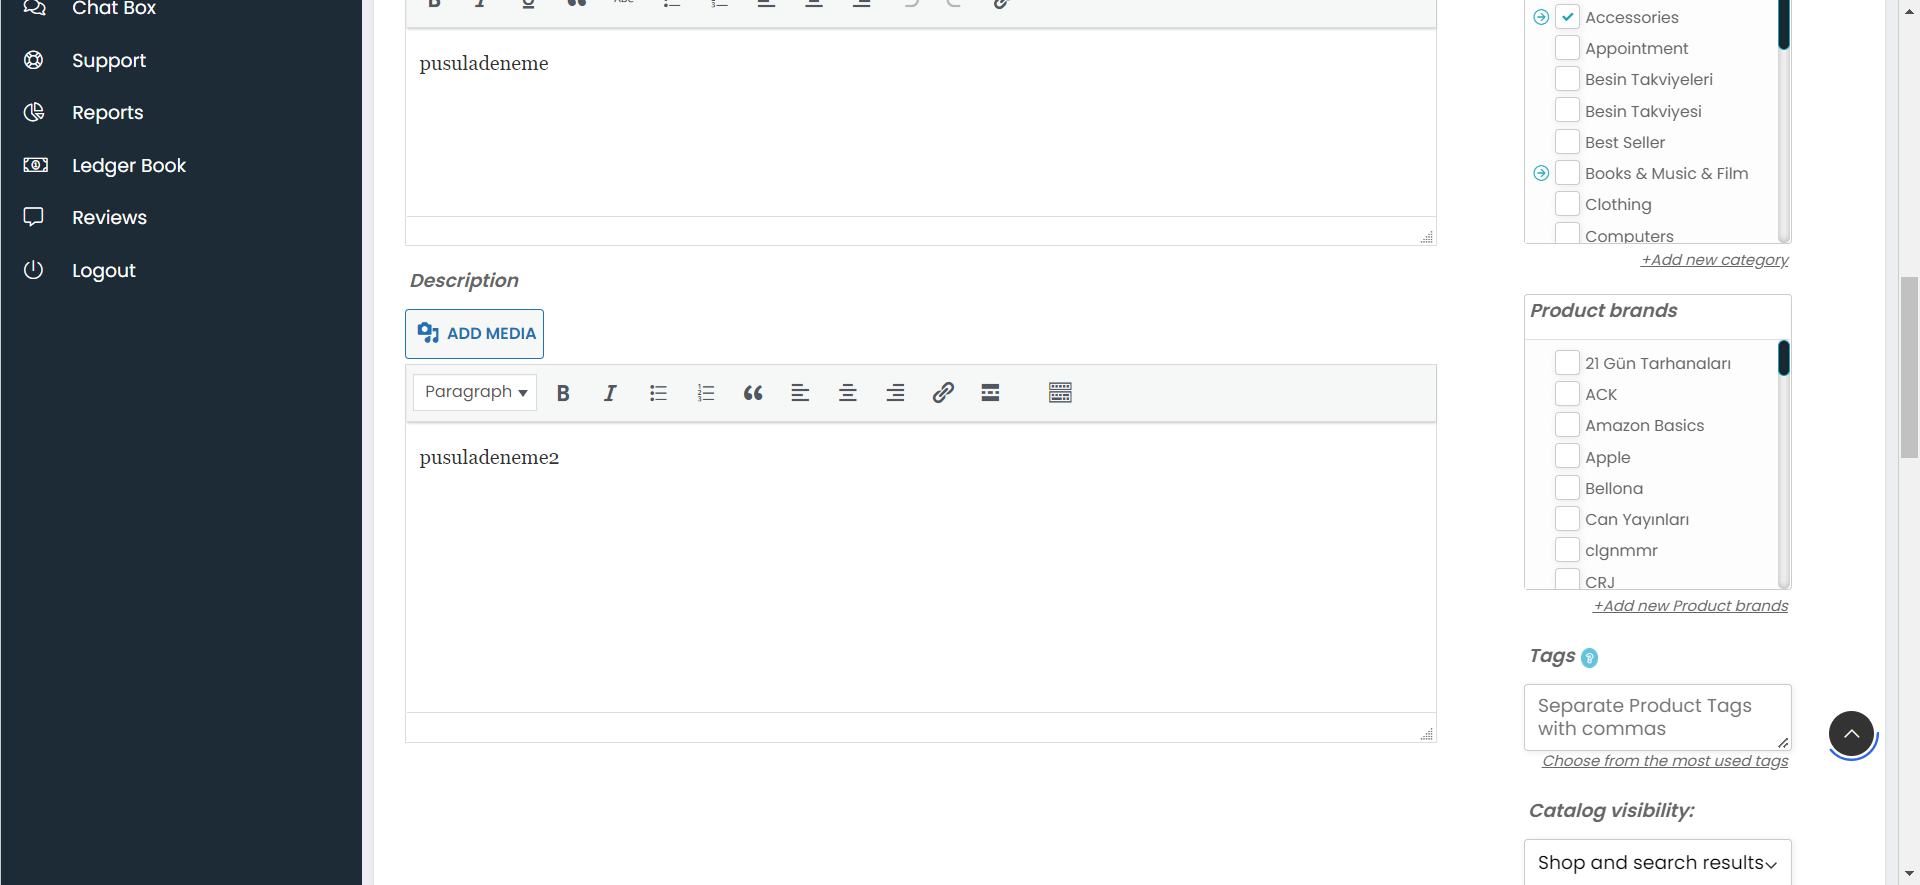 Chat Box
Support
Reports
Ledger Book
Reviews
Logout
pusuladeneme
Description
ADD MEDIA
Paragraph
pusuladeneme2
Accessories
Appointment
Besin Takviyeleri
Besin Takviyesi
Best Seller
Books & Music & Film
Clothing
Computers
+Add new category
Product brands
21 Gün Tarhanaları
ACK
Amazon Basics
Apple
Bellona
Can Yayınları
clgnmmr
CRJ
+Add new Product brands
Tags
Separate Product Tags
with commas
Choose from the most used tags
Catalog visibility:
Shop and search results